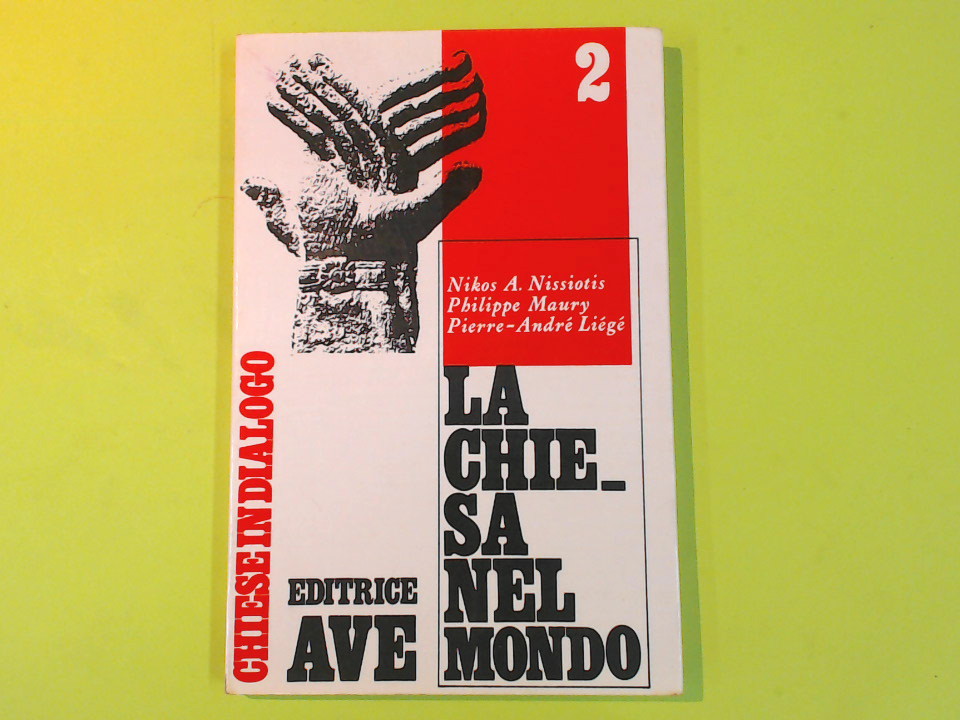 2
Nikos A. Nissiotis
Philippe Maury
Pierre-André Liégé
LA
CHIE_
SA
NEL
MONDO
CHIESE IN DIALOGO
EDITRICE
AVE